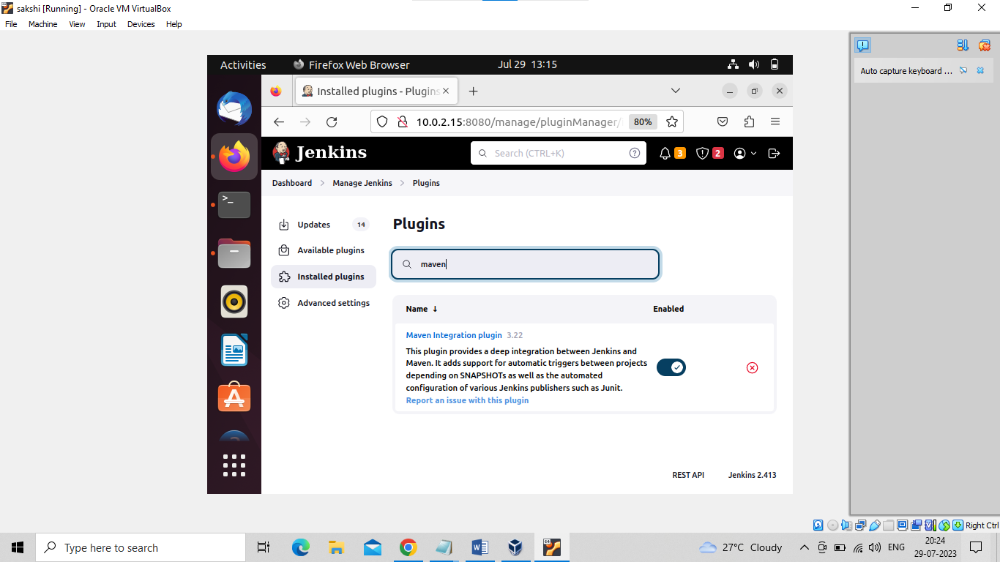 sakshi [Running] - Oracle VM VirtualBox
File Machine View Input Devices Help
Auto capture keyboard ...
Activities
Firefox Web Browser
Jul 29 13:15
Installed plugins - Plugins
10.0.2.15:8080/manage/pluginManager/
80%
Jenkins
Search (CTRL+K)
3
2
Dashboard > Manage Jenkins > Plugins
Updates 14
Available plugins
Installed plugins
Advanced settings
Plugins
maven
Name ↓ Enabled
Maven Integration plugin 3.22
This plugin provides a deep integration between Jenkins and
Maven. It adds support for automatic triggers between projects
depending on SNAPSHOTs as well as the automated
configuration of various Jenkins publishers such as Junit.
Report an issue with this plugin
REST API Jenkins 2.413
Right Ctrl
Type here to search
27°C Cloudy
ENG
20:24
29-07-2023